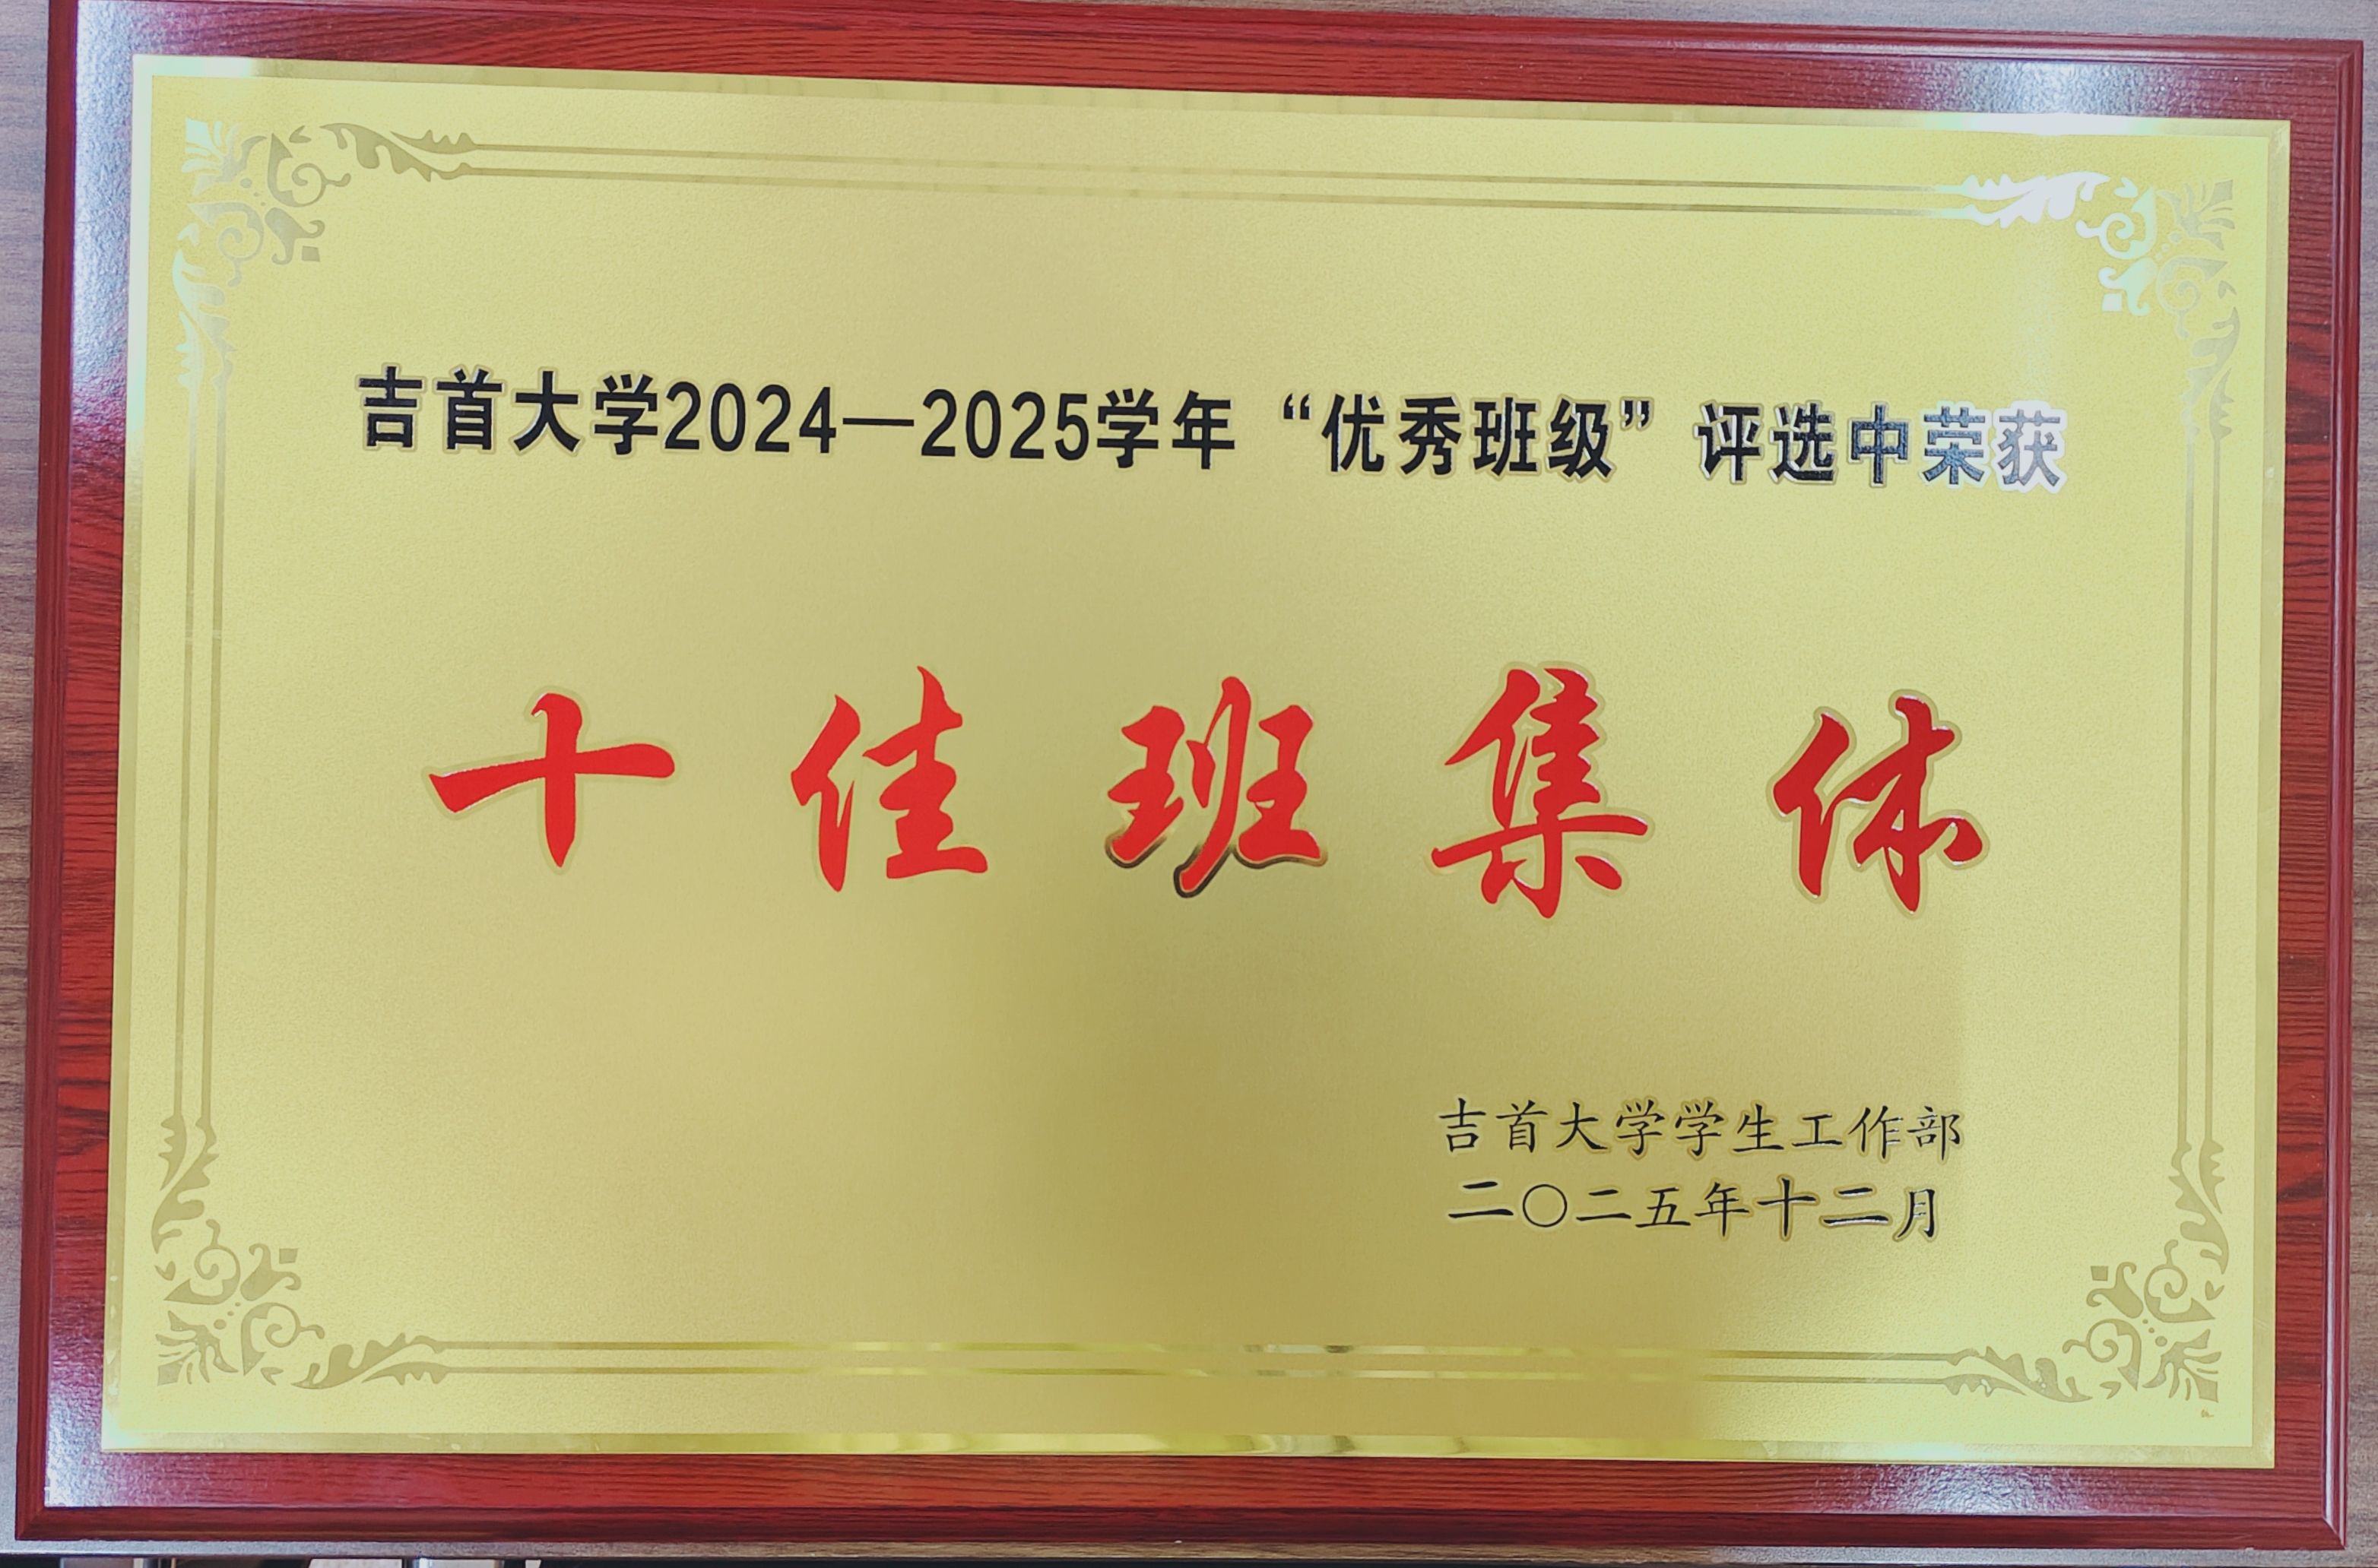 吉首大学2024—2025学年“优秀班级”评选中荣获
十佳班集体
吉首大学学生工作部
二〇二五年十二月